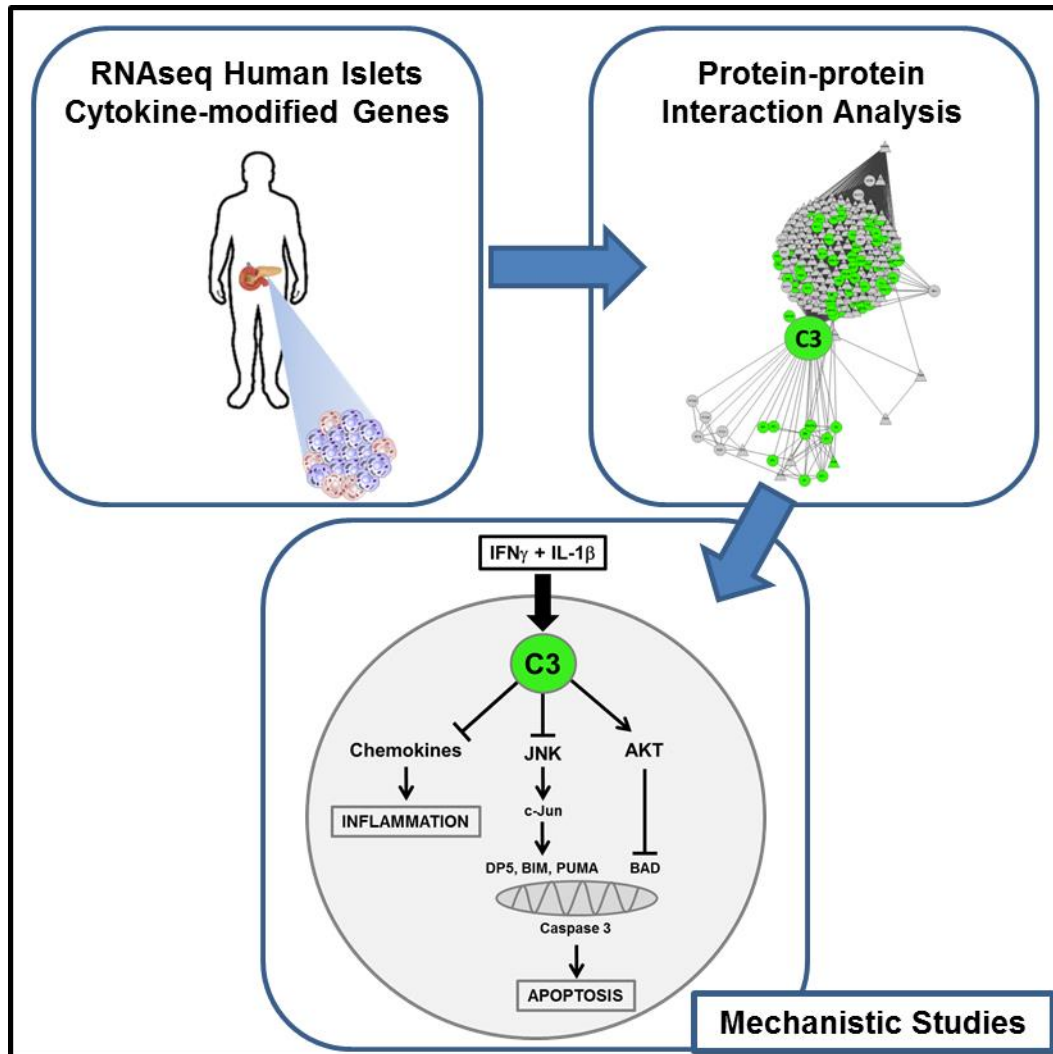 RNAseq Human Islets
Cytokine-modified Genes
Protein-protein
Interaction Analysis
C3
IFNγ + IL-1β
C3
Chemokines
JNK
AKT
INFLAMMATION
c-Jun
DP5, BIM, PUMA
BAD
Caspase 3
APOPTOSIS
Mechanistic Studies